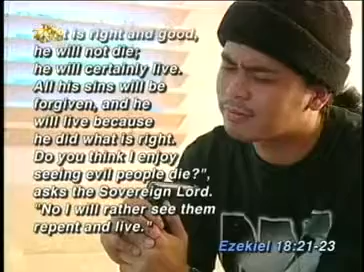 is right and good,
he will not die;
he will certainly live.
All his sins will be
forgiven, and he
will live because
he did what is right.
Do you think I enjoy
seeing evil people die?",
asks the Sovereign Lord.
"No I will rather see them
repent and live."
Ezekiel 18:21-23